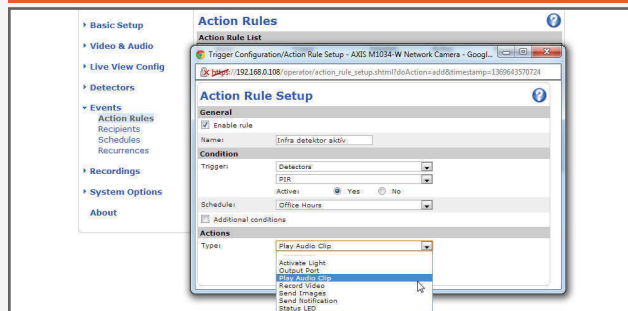 Basic Setup
Video & Audio
Live View Config
Detectors
Events
Action Rules
Recipients
Schedules
Recurrences
Recordings
System Options
About
Action Rules
Action Rule List
Trigger Configuration/Action Rule Setup - AXIS M1034-W Network Camera - Googl...
https://192.168.0.108/operator/action_rule_setup.shtml?doAction=add&timestamp=1369643570724
Action Rule Setup
General
Enable rule
Name: Infra detektor aktív
Condition
Trigger: Detectors
PIR
Active: Yes No
Schedule: Office Hours
Additional conditions
Actions
Type: Play Audio Clip
------------
Activate Light
Output Port
Play Audio Clip
Record Video
Send Images
Send Notification
Status LED